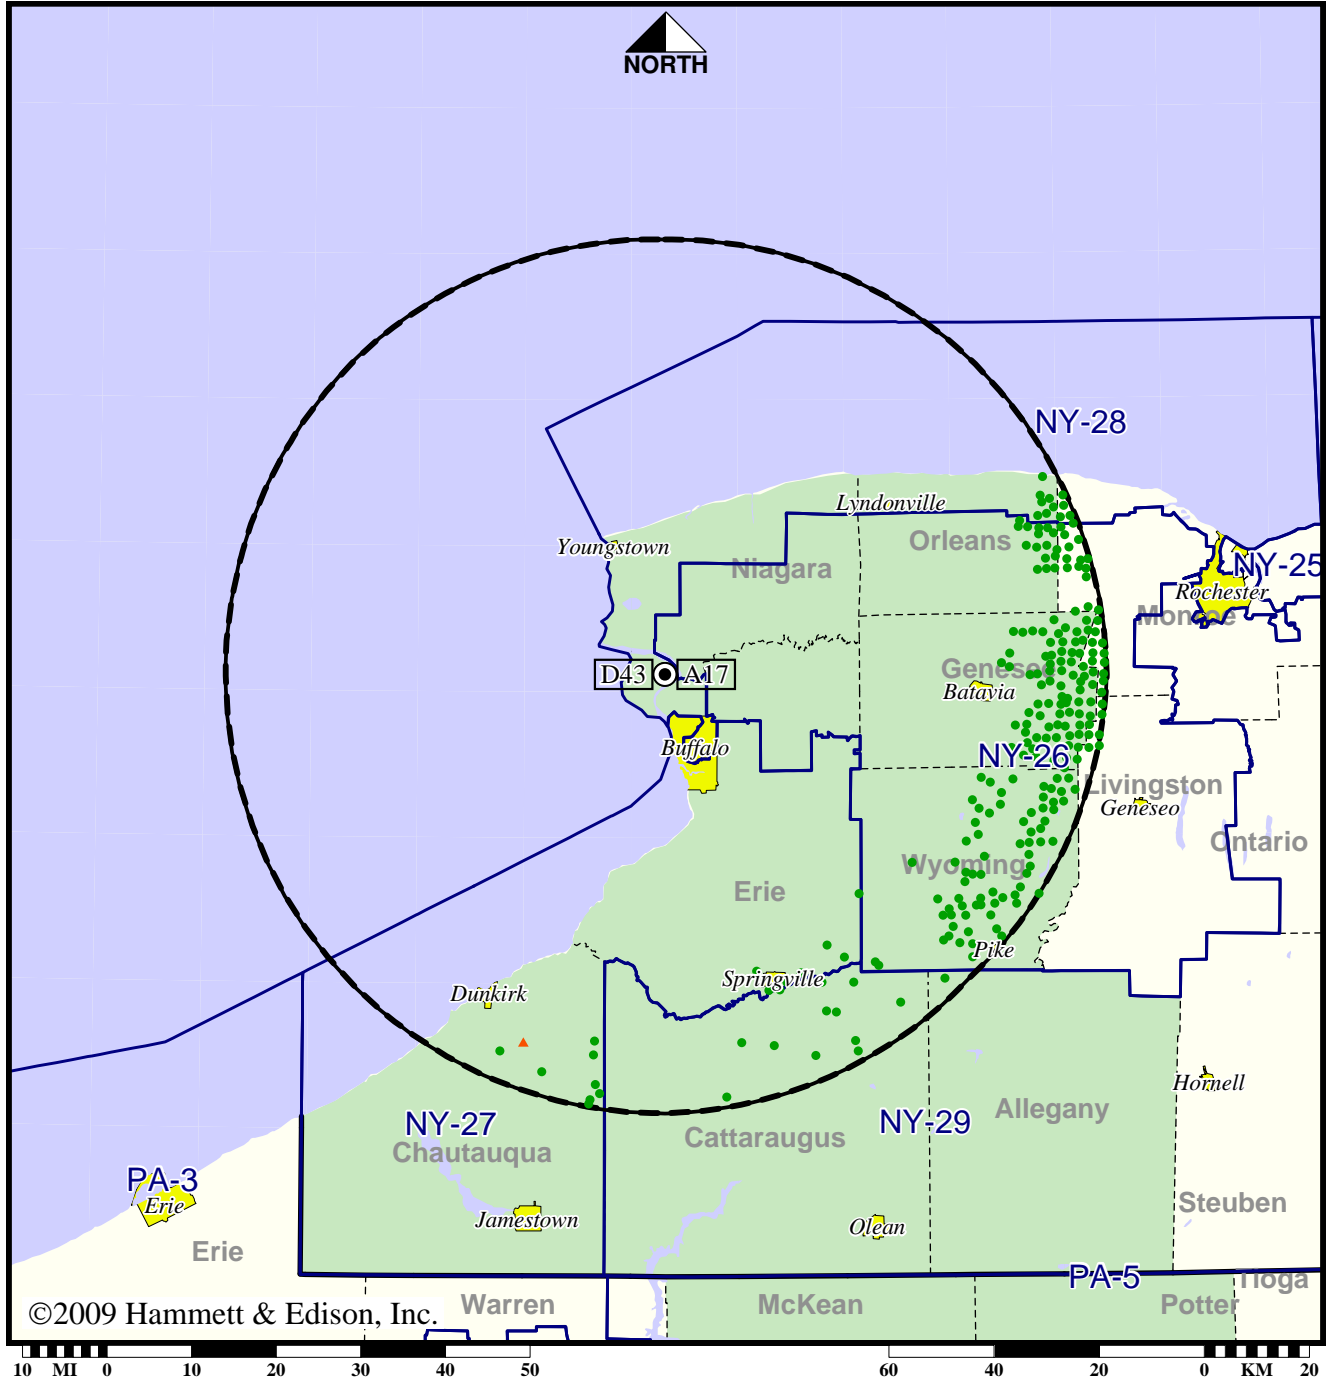 NORTH
NY-28
Lyndonville
Orleans
Youngstown
Niagara
NY-25
Rochester
Monroe
D43
A17
Genesee
Batavia
Buffalo
NY-26
Livingston
Geneseo
Ontario
Wyoming
Erie
Pike
Springville
Dunkirk
Hornell
Allegany
NY-27
NY-29
Chautauqua
Cattaraugus
PA-3
Erie
Steuben
Jamestown
Olean
Erie
PA-5
Tioga
Warren
McKean
Potter
©2009 Hammett & Edison, Inc.
10 MI 0 10 20 30 40 50 60 40 20 0 KM 20